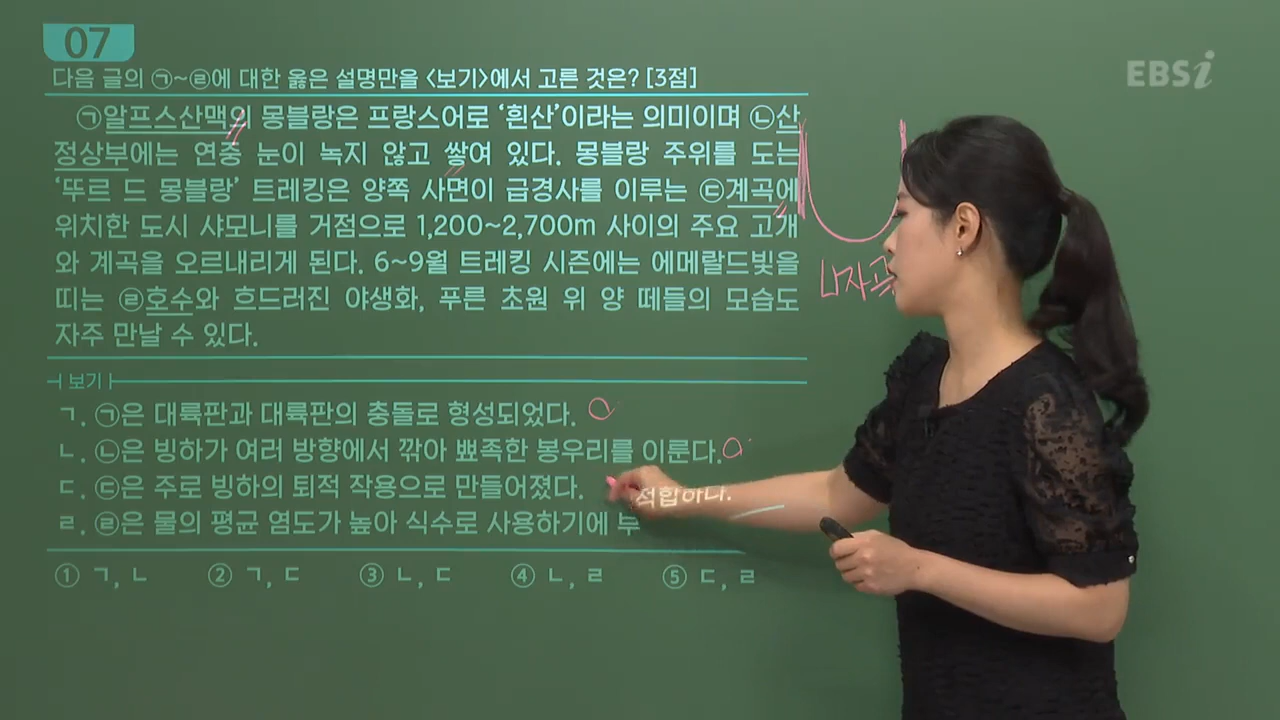 07
EBSi
다음 글의 ㉠~㉣에 대한 옳은 설명만을 <보기>에서 고른 것은? [3점]
㉠알프스산맥의 몽블랑은 프랑스어로 '흰산'이라는 의미이며 ㉡산
정상부에는 연중 눈이 녹지 않고 쌓여 있다. 몽블랑 주위를 도는
'뚜르 드 몽블랑' 트레킹은 양쪽 사면이 급경사를 이루는 ㉢계곡에
위치한 도시 샤모니를 거점으로 1,200~2,700m 사이의 주요 고개
와 계곡을 오르내리게 된다. 6~9월 트레킹 시즌에는 에메랄드빛을
띠는 ㉣호수와 흐드러진 야생화, 푸른 초원 위 양 떼들의 모습도
자주 만날 수 있다.
U자곡
보기
ㄱ. ㉠은 대륙판과 대륙판의 충돌로 형성되었다.
ㄴ. ㉡은 빙하가 여러 방향에서 깎아 뾰족한 봉우리를 이룬다.
ㄷ. ㉢은 주로 빙하의 퇴적 작용으로 만들어졌다.
ㄹ. ㉣은 물의 평균 염도가 높아 식수로 사용하기에 부적합하다.
① ㄱ, ㄴ ② ㄱ, ㄷ ③ ㄴ, ㄷ ④ ㄴ, ㄹ ⑤ ㄷ, ㄹ